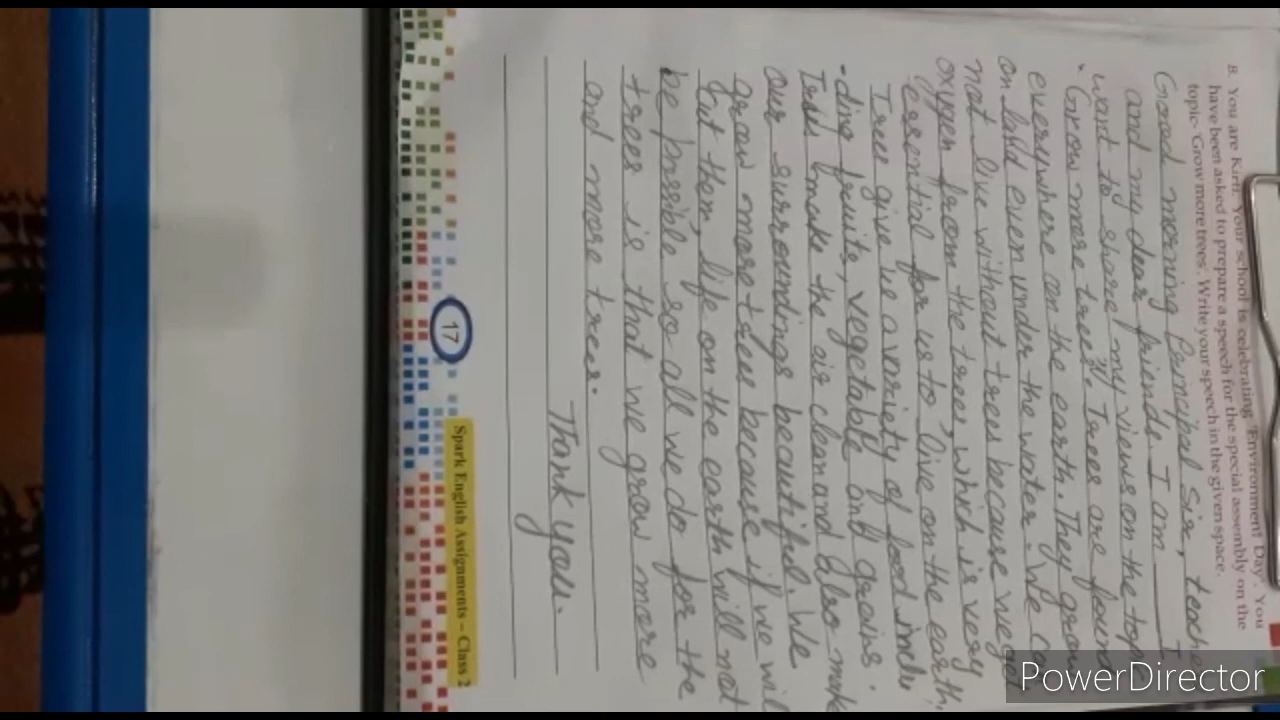 B. You are Kirti. Your school is celebrating 'Environment Day'. You
have been asked to prepare a speech for the special assembly on the
topic- 'Grow more trees'. Write your speech in the given space.
Good morning Principal Sir, teacher
and my dear friends I am I
want to share my views on the topi
"Grow more trees". Trees are found
everywhere on the earth. They grow
on land even under the water. We ca
not live without trees because we get
oxygen from the trees which is very
essential for us to live on the earth.
Trees give us a variety of food inclu
-ding fruits, vegetable and grains.
Trees make the air clean and also make
our surroundings beautiful. We
grow more trees because if we will
cut them, life on the earth will not
be possible so all we do for the
trees is that we grow more
and more trees.
Thank you.
17
Spark English Assignments – Class 2
PowerDirector